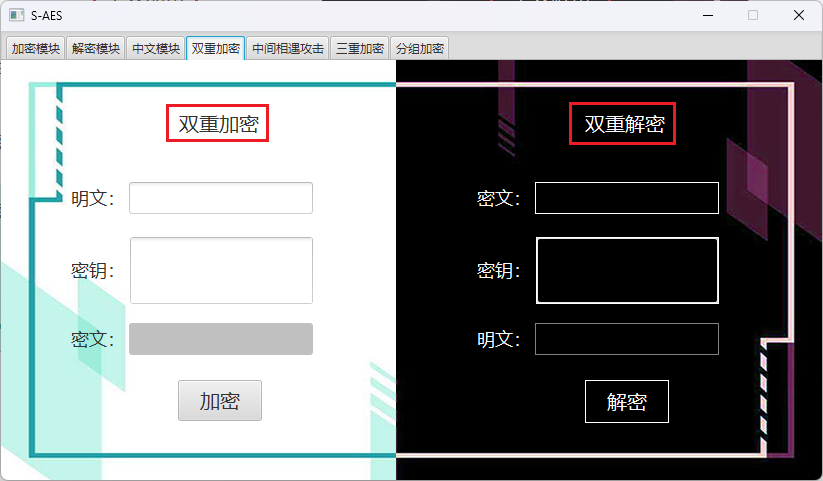 S-AES
加密模块 解密模块 中文模块 双重加密 中间相遇攻击 三重加密 分组加密
双重加密
明文：
密钥：
密文：
加密
双重解密
密文：
密钥：
明文：
解密